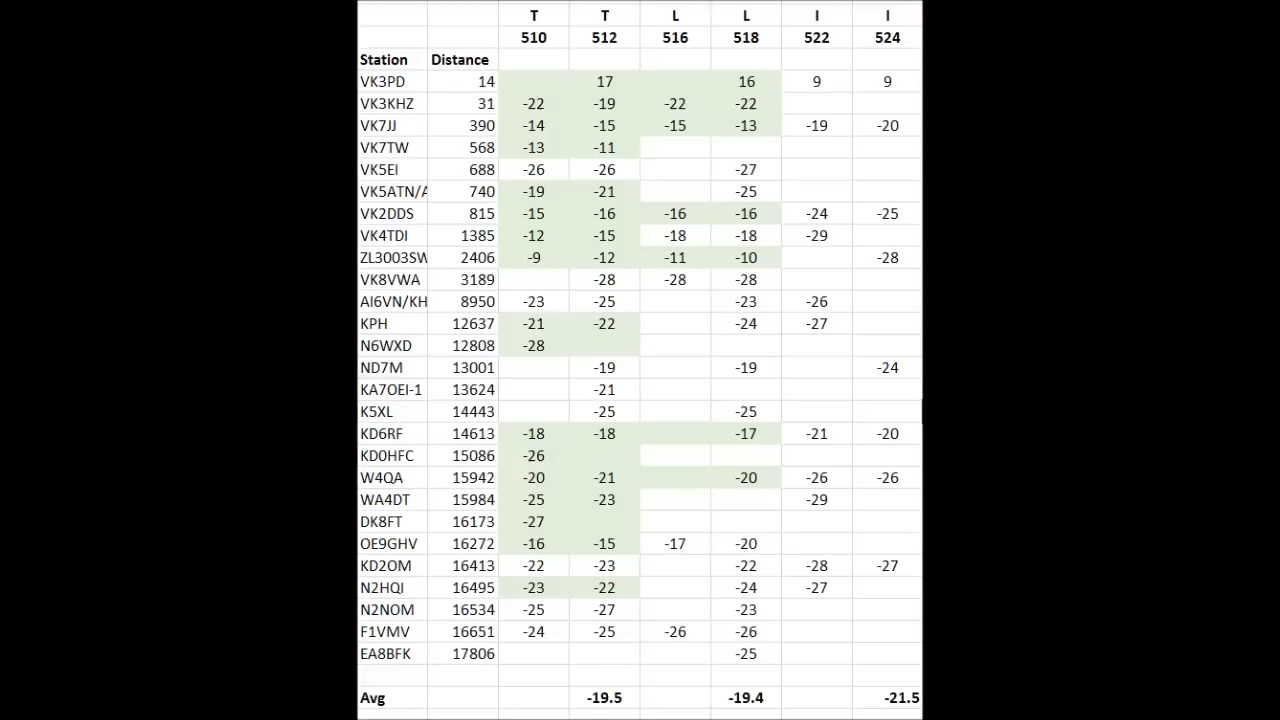 T T L L I I
510 512 516 518 522 524
Station Distance
VK3PD 14 17 16 9 9
VK3KHZ 31 -22 -19 -22 -22
VK7JJ 390 -14 -15 -15 -13 -19 -20
VK7TW 568 -13 -11
VK5EI 688 -26 -26 -27
VK5ATN/A 740 -19 -21 -25
VK2DDS 815 -15 -16 -16 -16 -24 -25
VK4TDI 1385 -12 -15 -18 -18 -29
ZL3003SW 2406 -9 -12 -11 -10 -28
VK8VWA 3189 -28 -28 -28
AI6VN/KH 8950 -23 -25 -23 -26
KPH 12637 -21 -22 -24 -27
N6WXD 12808 -28
ND7M 13001 -19 -19 -24
KA7OEI-1 13624 -21
K5XL 14443 -25 -25
KD6RF 14613 -18 -18 -17 -21 -20
KD0HFC 15086 -26
W4QA 15942 -20 -21 -20 -26 -26
WA4DT 15984 -25 -23 -29
DK8FT 16173 -27
OE9GHV 16272 -16 -15 -17 -20
KD2OM 16413 -22 -23 -22 -28 -27
N2HQI 16495 -23 -22 -24 -27
N2NOM 16534 -25 -27 -23
F1VMV 16651 -24 -25 -26 -26
EA8BFK 17806 -25
Avg -19.5 -19.4 -21.5